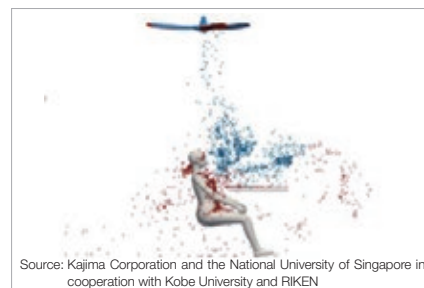 Source: Kajima Corporation and the National University of Singapore in
cooperation with Kobe University and RIKEN